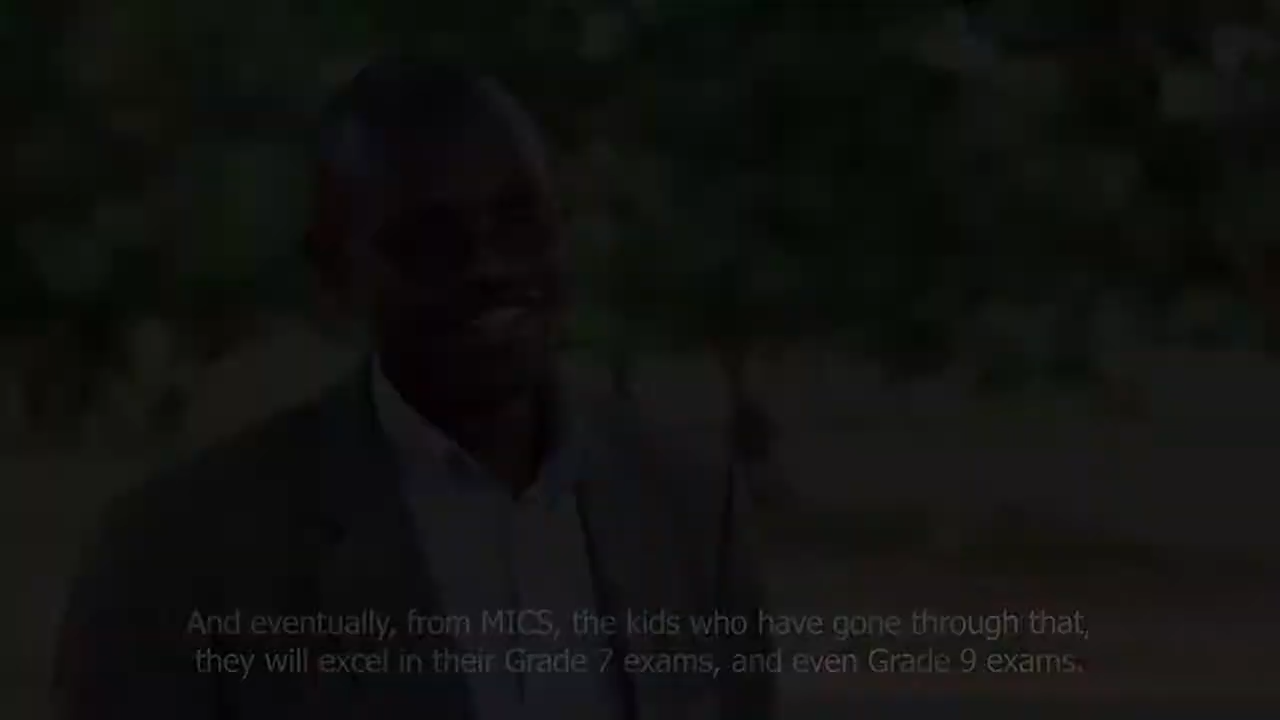 And eventually, from MICS, the kids who have gone through that,
they will excel in their Grade 7 exams, and even Grade 9 exams.